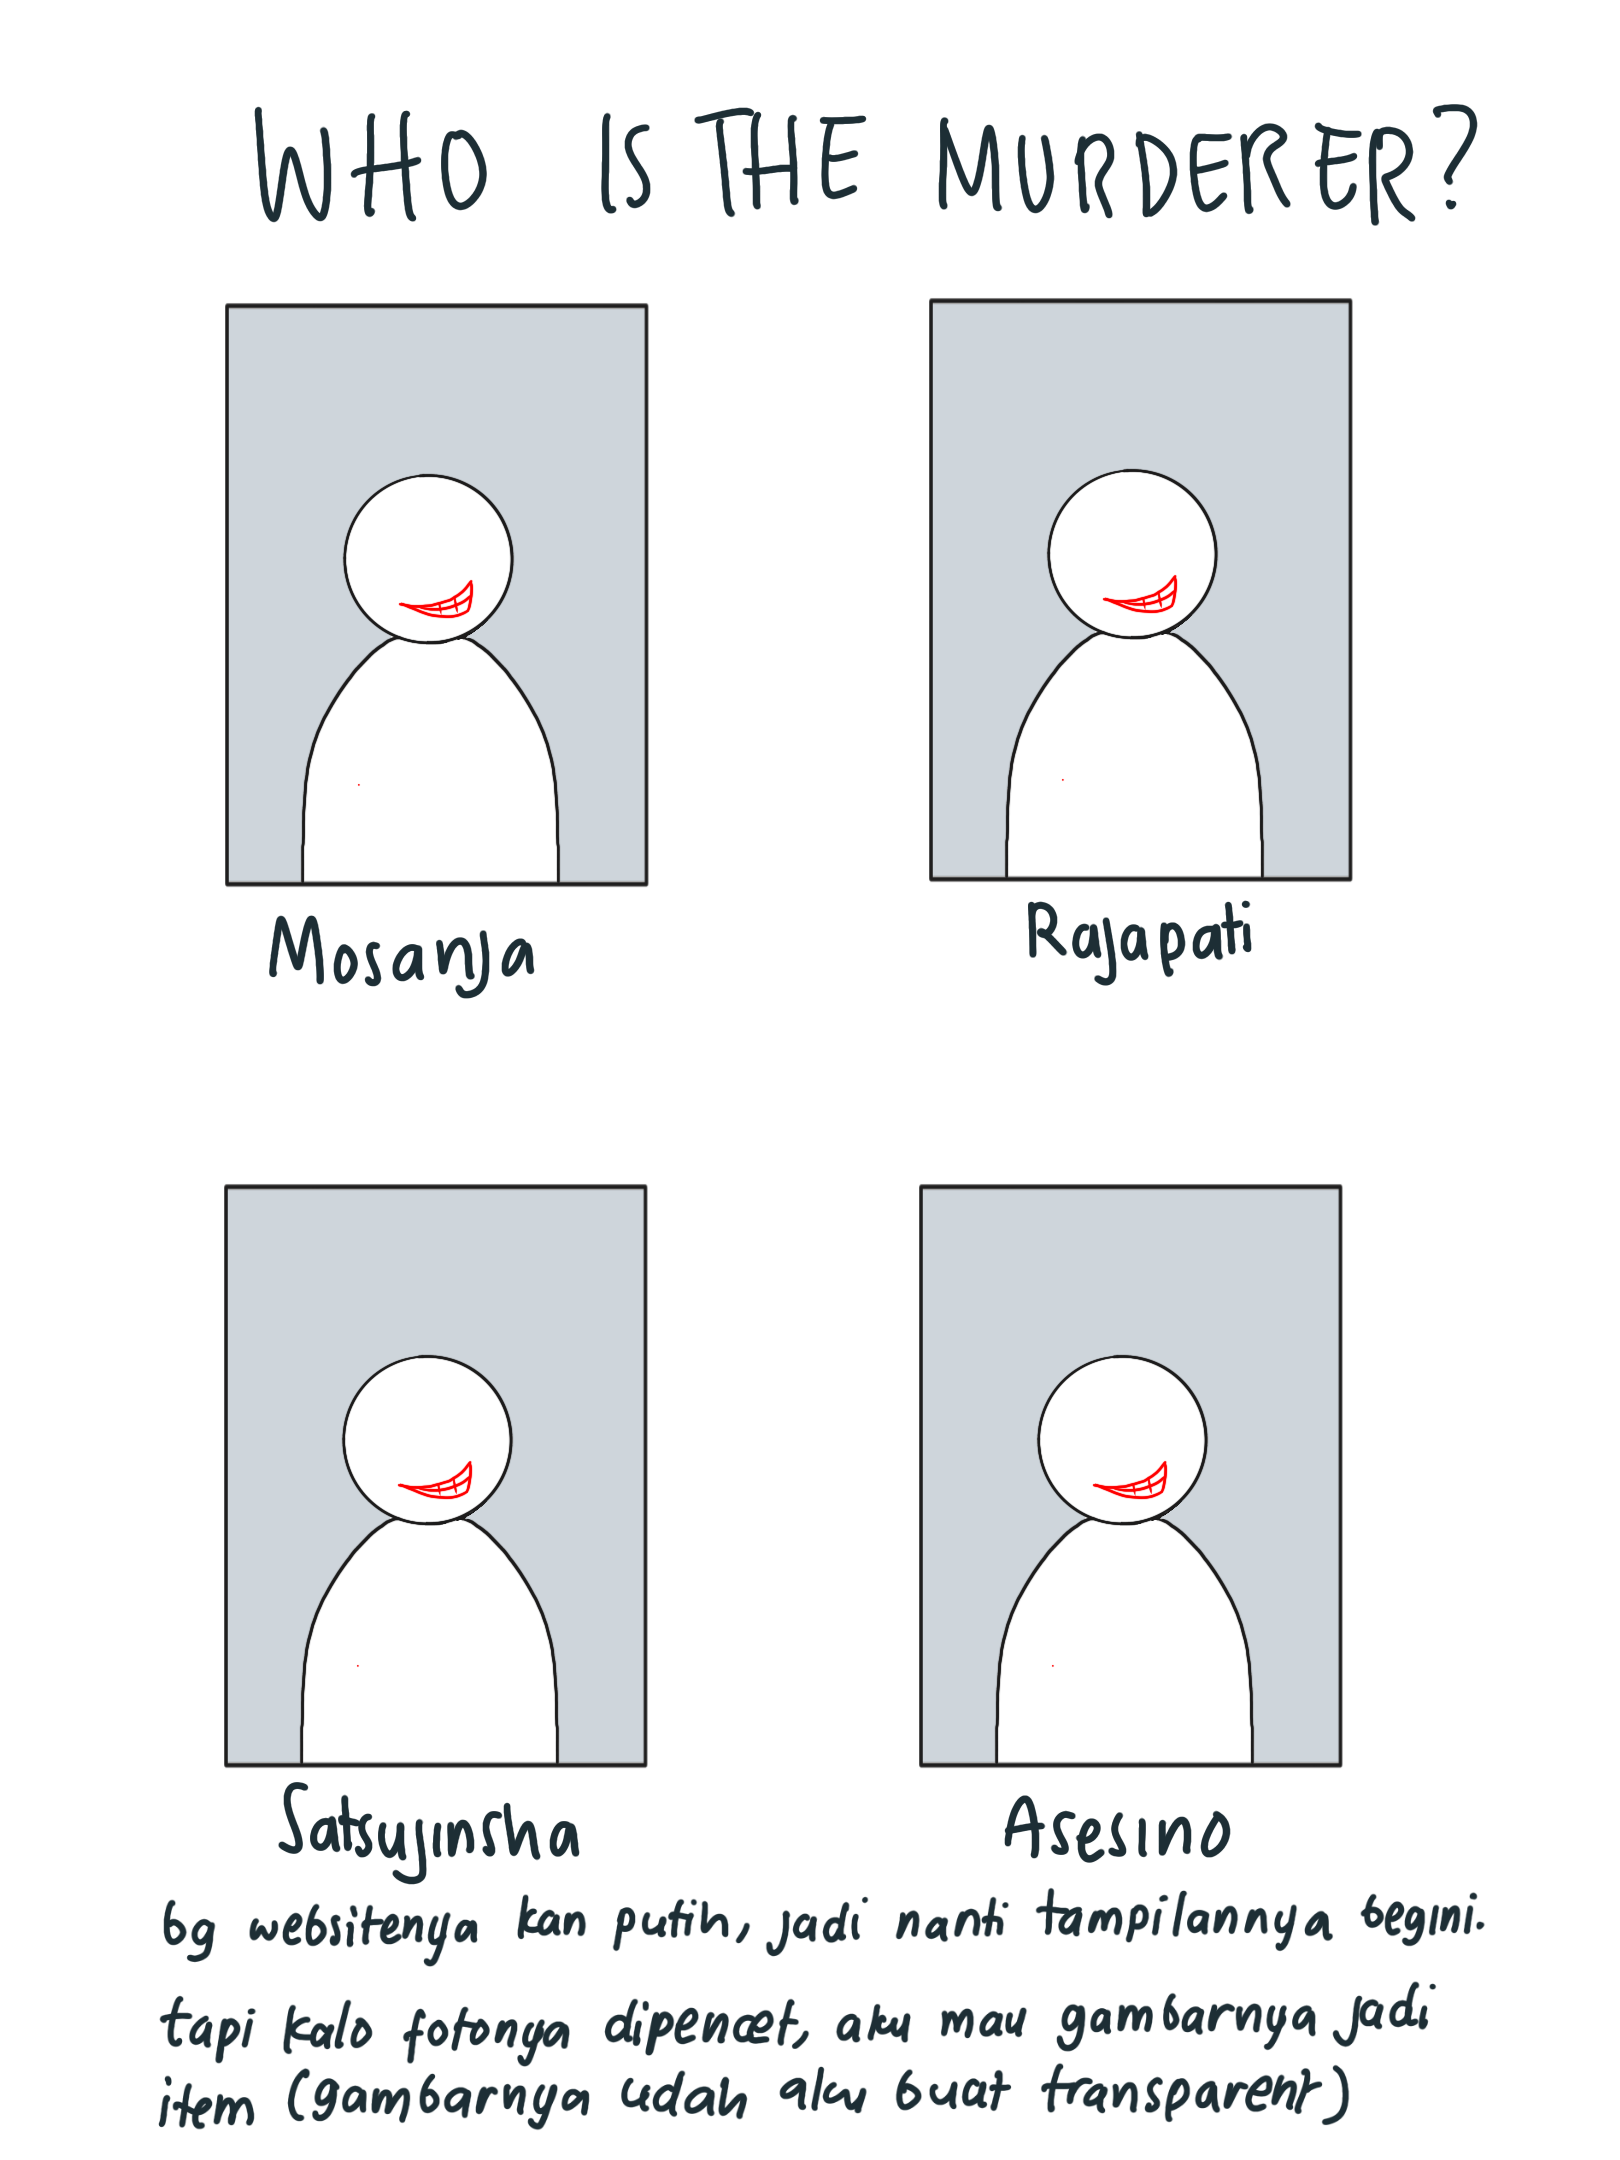 WHO IS THE MURDERER?
Mosanja
Rajapati
Satsujinsha
Asesino
bg websitenya kan putih, jadi nanti tampilannya begini.
tapi kalo fotonya dipencet, aku mau gambarnya jadi
item (gambarnya udah aku buat transparent)